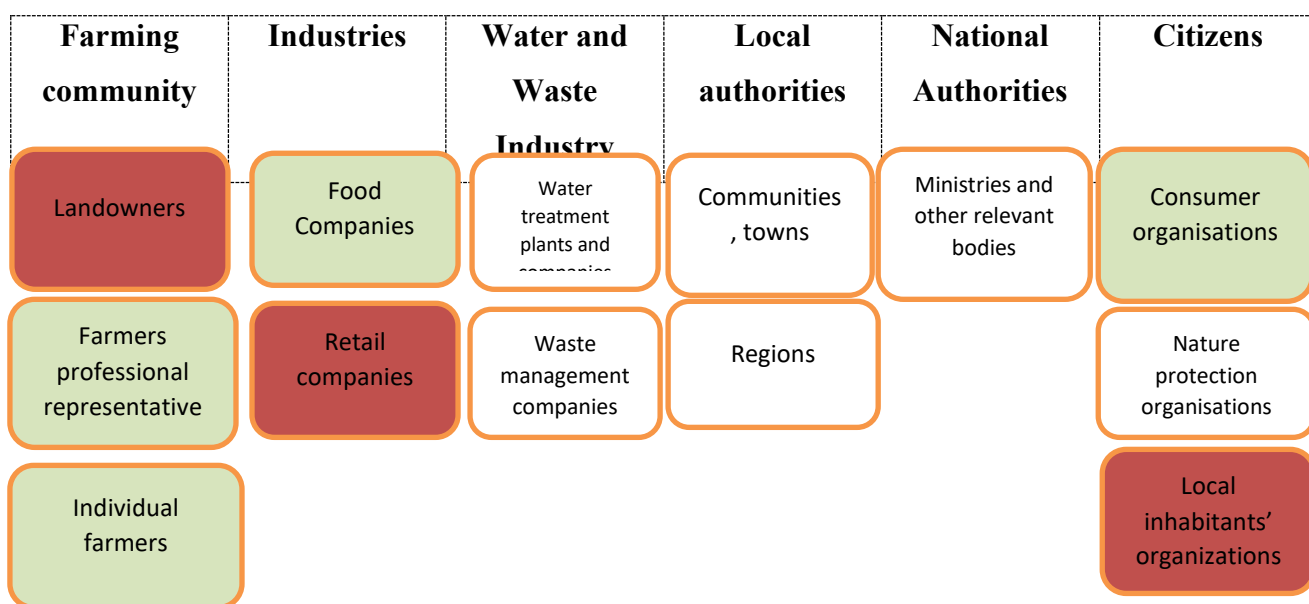 Farming
community
Industries
Water and
Waste
Industry
Local
authorities
National
Authorities
Citizens
Landowners
Food
Companies
Water
treatment
plants and
companies
Communities
, towns
Ministries and
other relevant
bodies
Consumer
organisations
Farmers
professional
representative
Retail
companies
Waste
management
companies
Regions
Nature
protection
organisations
Individual
farmers
Local
inhabitants’
organizations